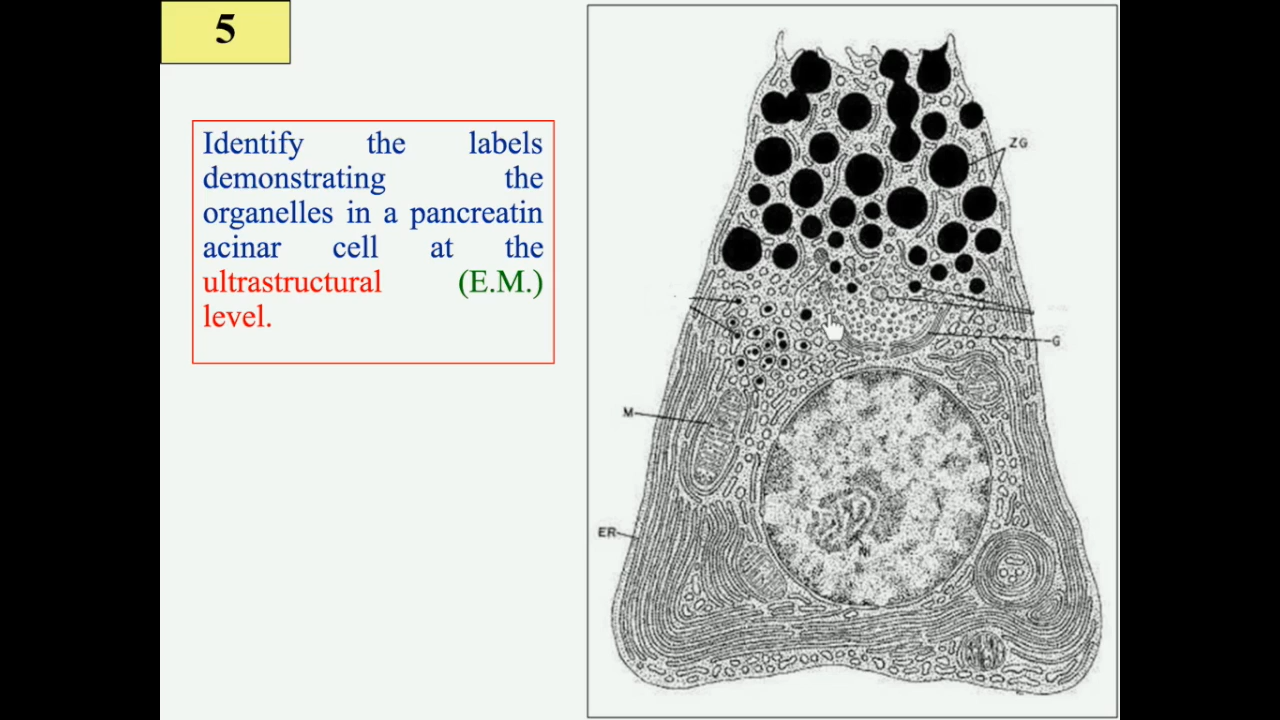 5
Identify the labels
demonstrating the
organelles in a pancreatin
acinar cell at the
ultrastructural (E.M.)
level.
ZG
G
M
ER